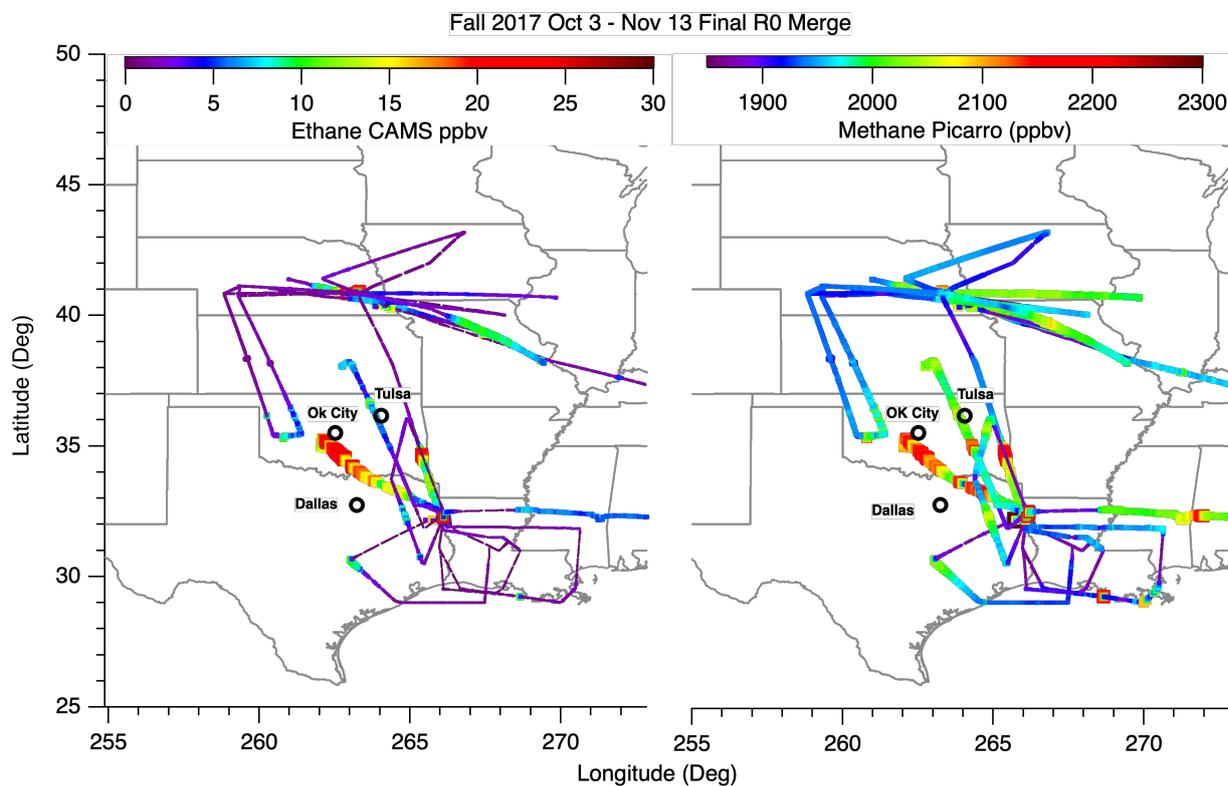 Fall 2017 Oct 3 - Nov 13 Final R0 Merge
0 5 10 15 20 25 30
Ethane CAMS ppbv
1900 2000 2100 2200 2300
Methane Picarro (ppbv)
50
45
40
35
30
25
Latitude (Deg)
Tulsa
Ok City
Dallas
Tulsa
OK City
Dallas
255 260 265 270
255 260 265 270
Longitude (Deg)